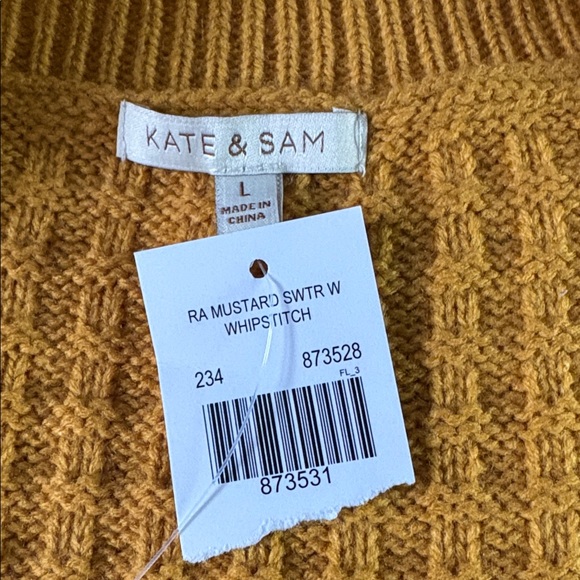 KATE & SAM
L
MADE IN
CHINA
RA MUSTARD SWTR W
WHIPSTITCH
234 873528
FL_3
873531